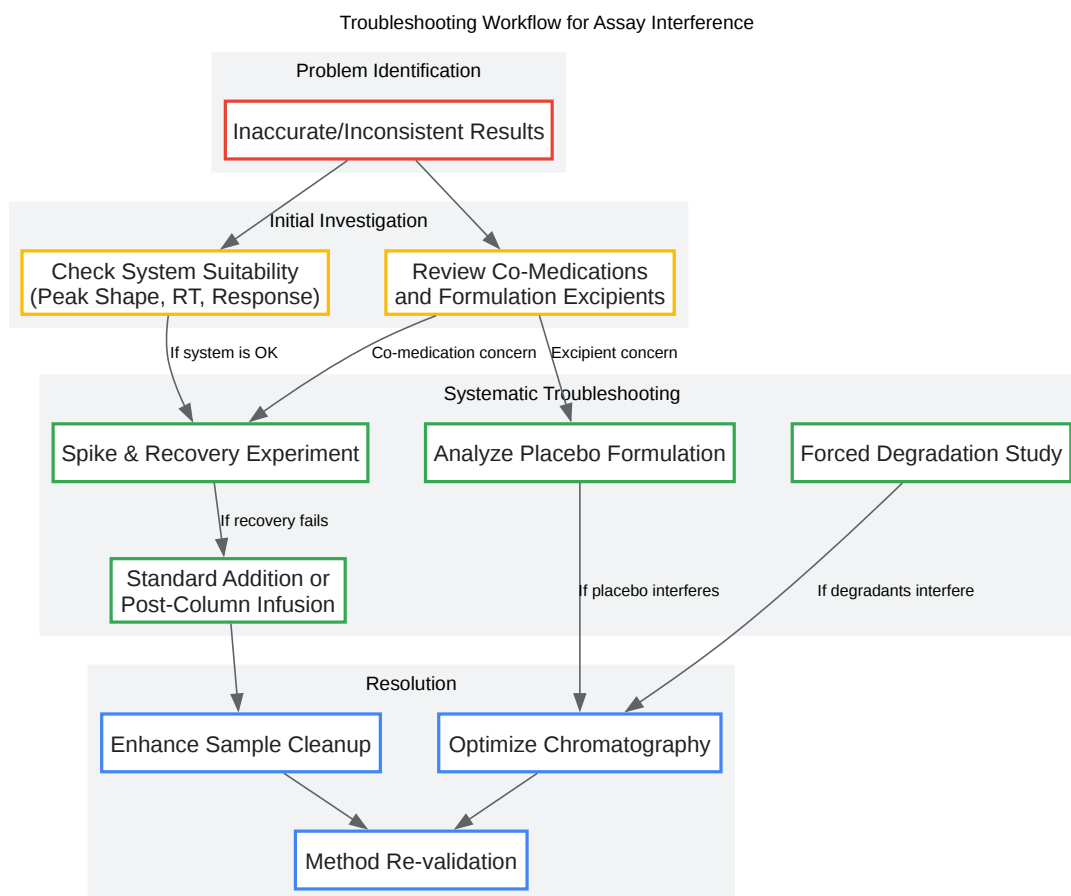 Troubleshooting Workflow for Assay Interference
Problem Identification
Inaccurate/Inconsistent Results
Initial Investigation
Check System Suitability
(Peak Shape, RT, Response)
Review Co-Medications
and Formulation Excipients
If system is OK
Co-medication concern
Excipient concern
Systematic Troubleshooting
Spike & Recovery Experiment
Analyze Placebo Formulation
Forced Degradation Study
If recovery fails
Standard Addition or
Post-Column Infusion
If placebo interferes
If degradants interfere
Resolution
Enhance Sample Cleanup
Optimize Chromatography
Method Re-validation